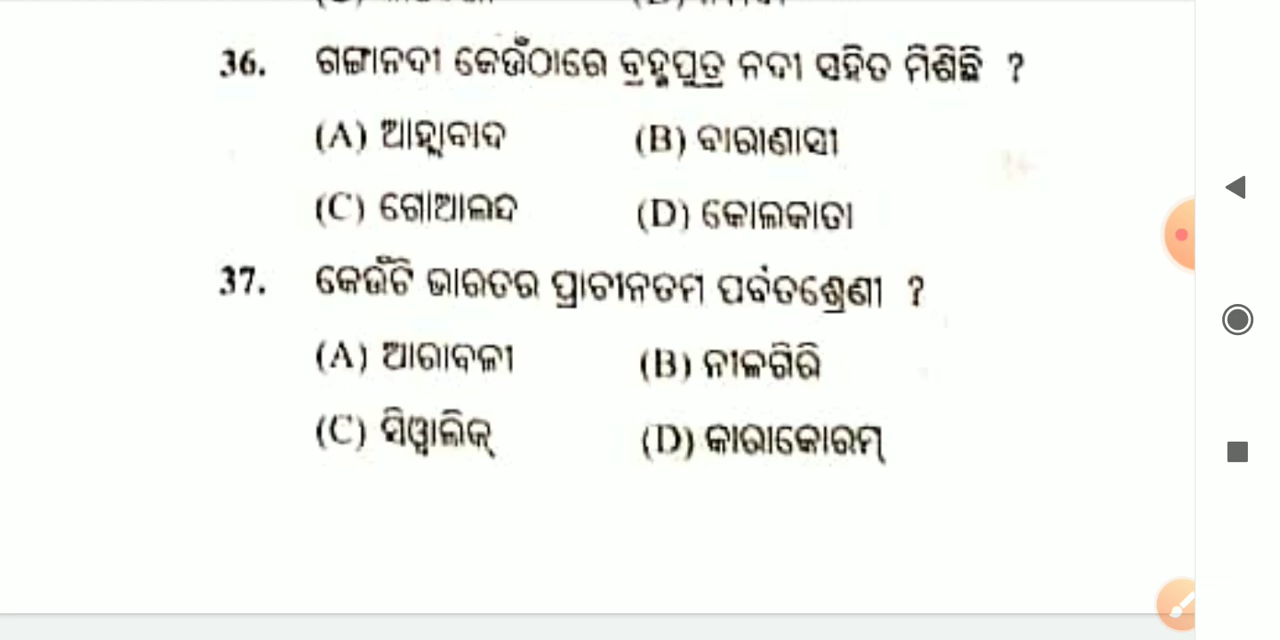 36. ଗଙ୍ଗାନଦୀ କେଉଁଠାରେ ବ୍ରହ୍ମପୁତ୍ର ନଦୀ ସହିତ ମିଶିଛି ?
(A) ଆହ୍ଲାବାଦ (B) ବାରାଣାସୀ
(C) ଗୋଆଲନ୍ଦ (D) କୋଲକାତା
37. କେଉଁଟି ଭାରତର ପ୍ରାଚୀନତମ ପର୍ବତଶ୍ରେଣୀ ?
(A) ଆରାବଳୀ (B) ନୀଳଗିରି
(C) ସିୱାଲିକ୍ (D) କାରାକୋରମ୍